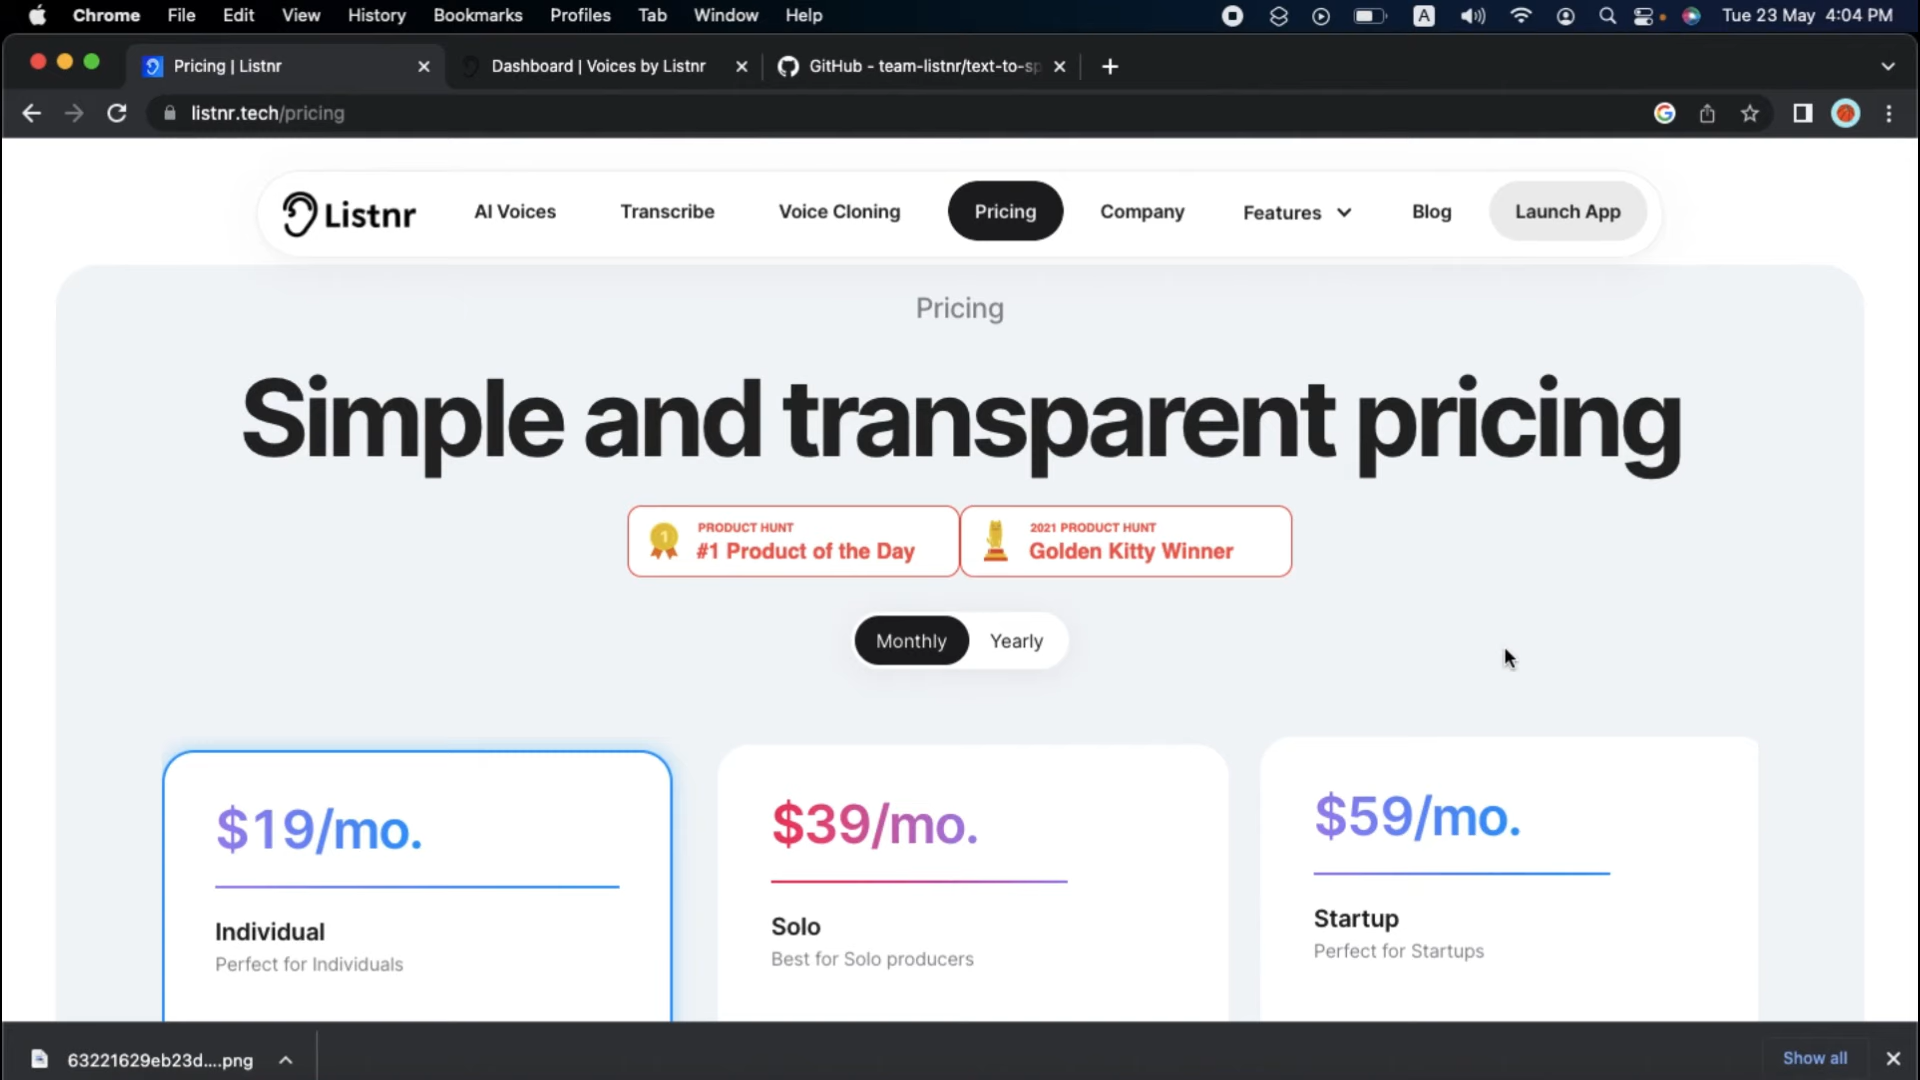 Chrome File Edit View History Bookmarks Profiles Tab Window Help A Tue 23 May 4:04 PM
Pricing | Listnr Dashboard | Voices by Listnr GitHub - team-listnr/text-to-sp
listnr.tech/pricing
Listnr AI Voices Transcribe Voice Cloning Pricing Company Features Blog Launch App
Pricing
Simple and transparent pricing
1 PRODUCT HUNT
#1 Product of the Day
2021 PRODUCT HUNT
Golden Kitty Winner
Monthly Yearly
$19/mo.
Individual
Perfect for Individuals
$39/mo.
Solo
Best for Solo producers
$59/mo.
Startup
Perfect for Startups
63221629eb23d....png Show all